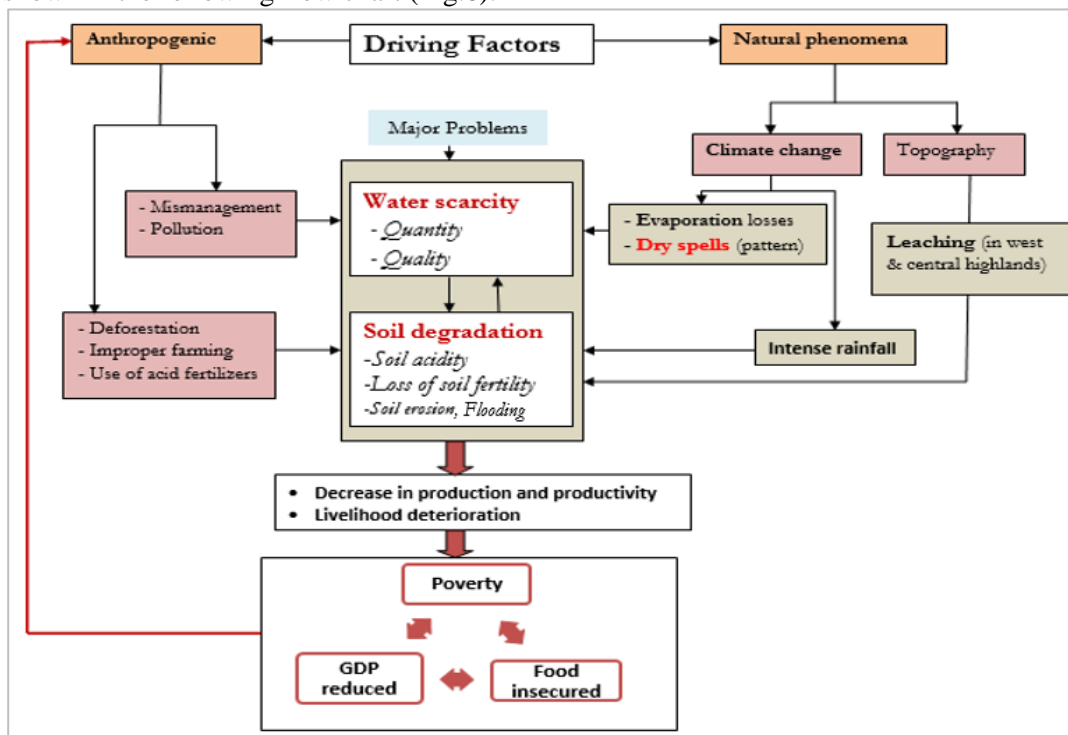 Anthropogenic
Driving Factors
Natural phenomena
Major Problems
Climate change
Topography
- Mismanagement
- Pollution
Water scarcity
- Quantity
- Quality
- Evaporation losses
- Dry spells (pattern)
Leaching (in west
& central highlands)
- Deforestation
- Improper farming
- Use of acid fertilizers
Soil degradation
-Soil acidity
-Loss of soil fertility
-Soil erosion, Flooding
Intense rainfall
• Decrease in production and productivity
• Livelihood deterioration
Poverty
GDP
reduced
Food
insecured